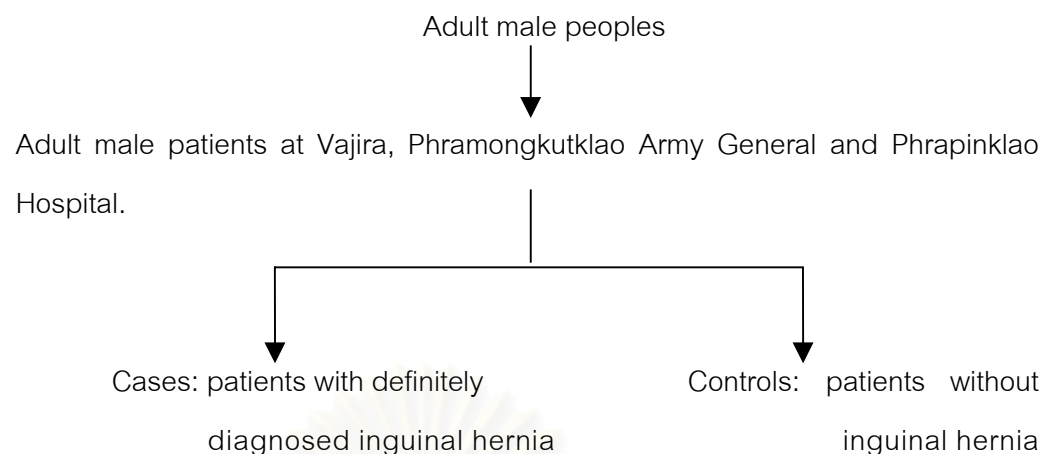 Adult male peoples
Adult male patients at Vajira, Phramongkutklao Army General and Phrapinklao
Hospital.
Cases: patients with definitely
diagnosed inguinal hernia
Controls: patients without
inguinal hernia